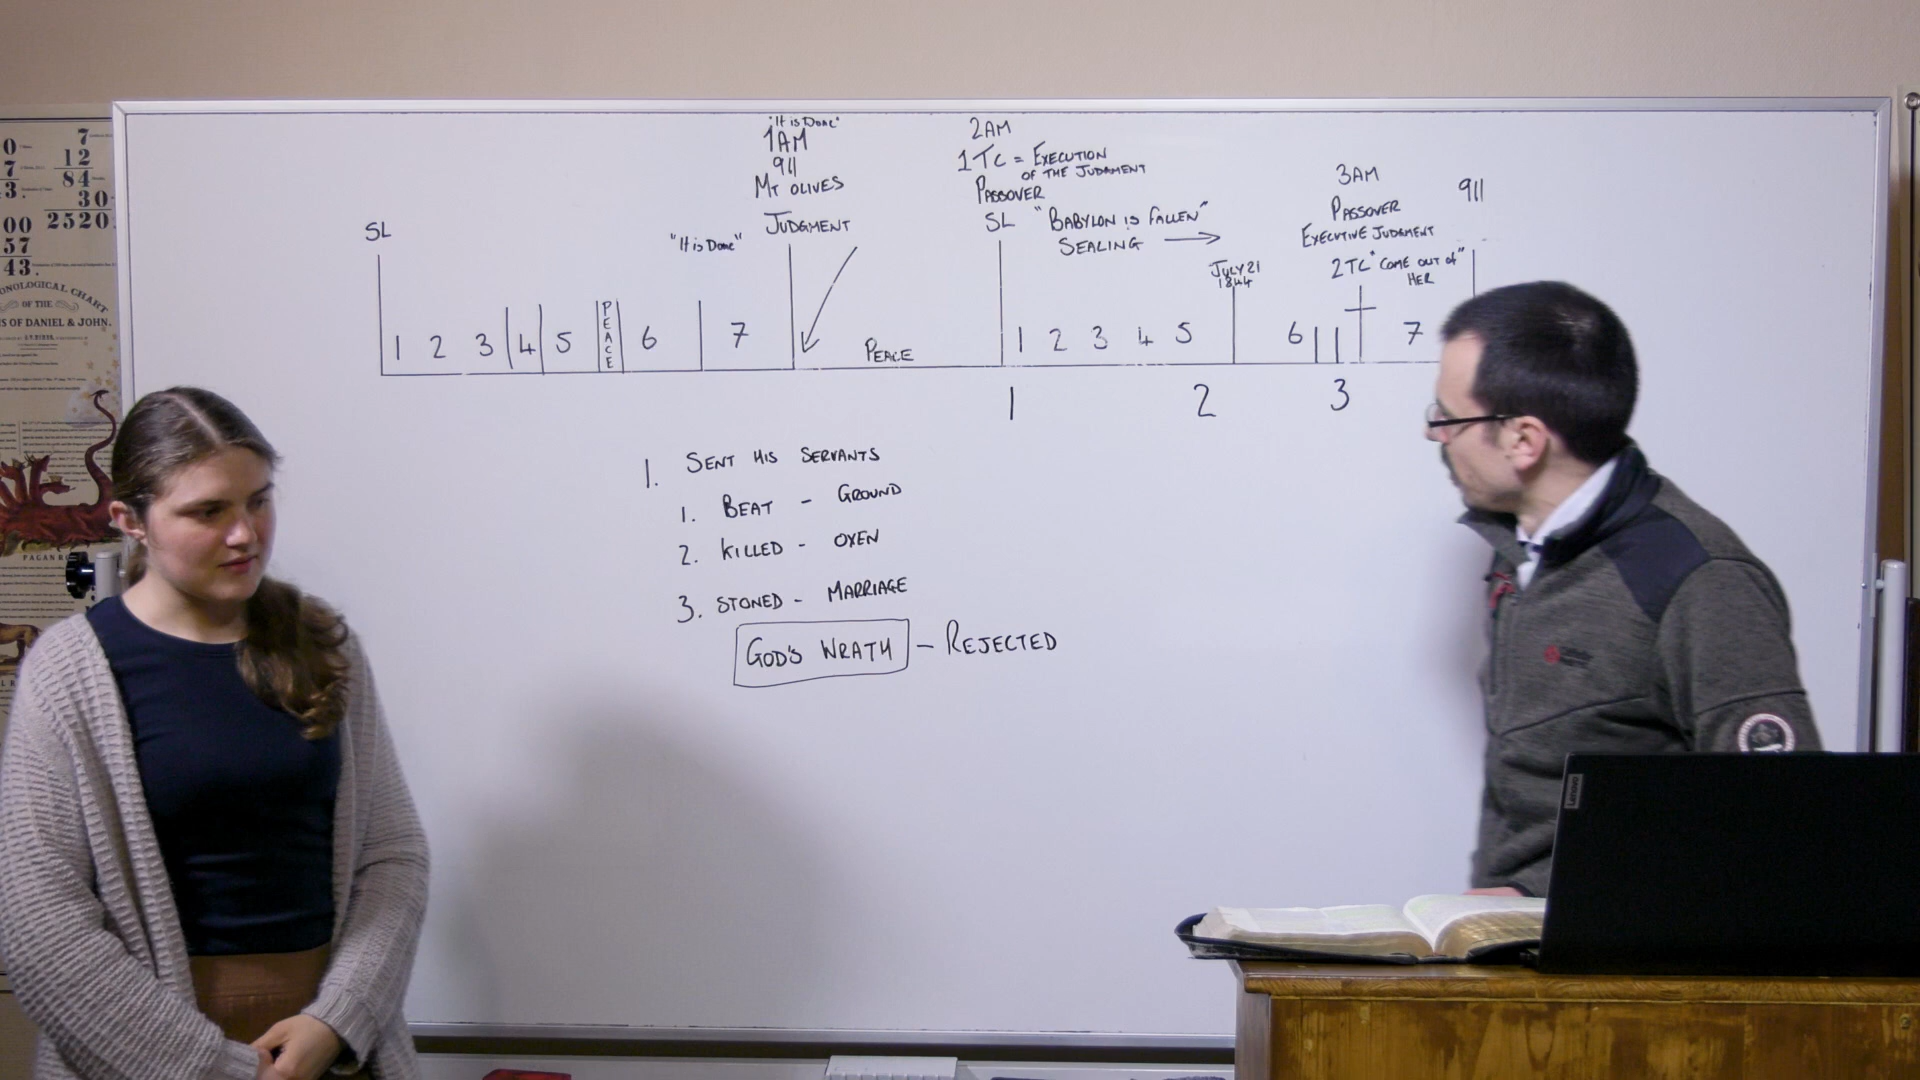 7
12
84
30
2520
0
7
3.
00
57
43.
ONOLOGICAL CHART
OF THE
S OF DANIEL & JOHN.
PAGAN R
SL
1 2 3 4 5
PEACE
6
7
"It is Done"
"It is Done"
1AM
911
MT OLIVES
JUDGMENT
PEACE
2AM
1TC = EXECUTION
OF THE JUDGMENT
PASSOVER
SL "BABYLON is FALLEN"
SEALING
JULY 21
1844
1 2 3 4 5
3AM
PASSOVER
EXECUTIVE JUDGMENT
2TC "COME OUT of"
HER
911
6
7
1 2 3
1. SENT HIS SERVANTS
1. BEAT - GROUND
2. KILLED - OXEN
3. STONED - MARRIAGE
GOD'S WRATH - REJECTED
Lenovo